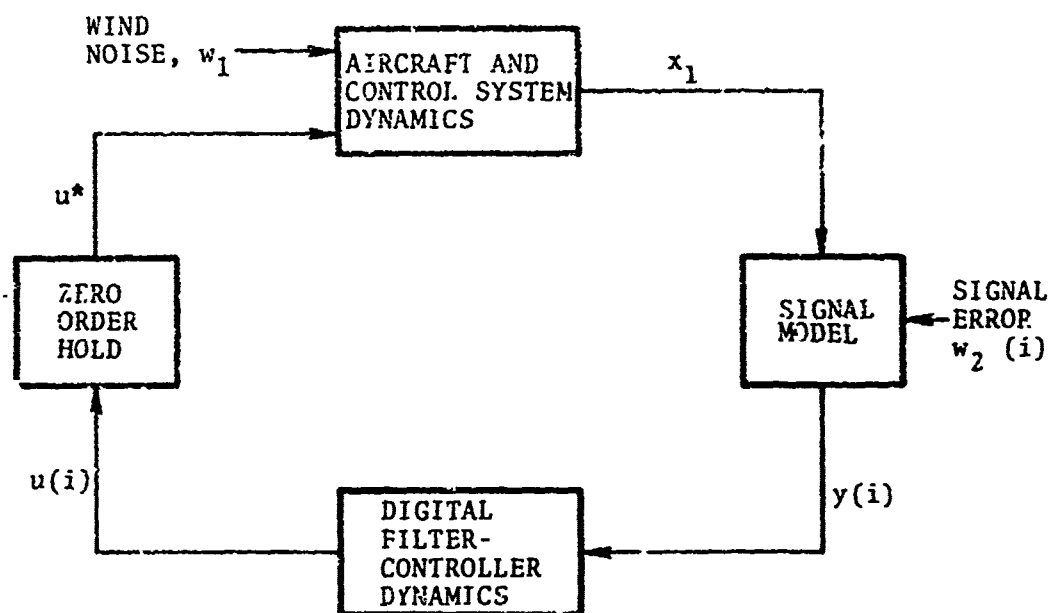 WIND
NOISE, w1
AIRCRAFT AND
CONTROL SYSTEM
DYNAMICS
x1
u*
ZERO
ORDER
HOLD
SIGNAL
MODEL
SIGNAL
ERROR
w2 (i)
u(i)
y(i)
DIGITAL
FILTER-
CONTROLLER
DYNAMICS